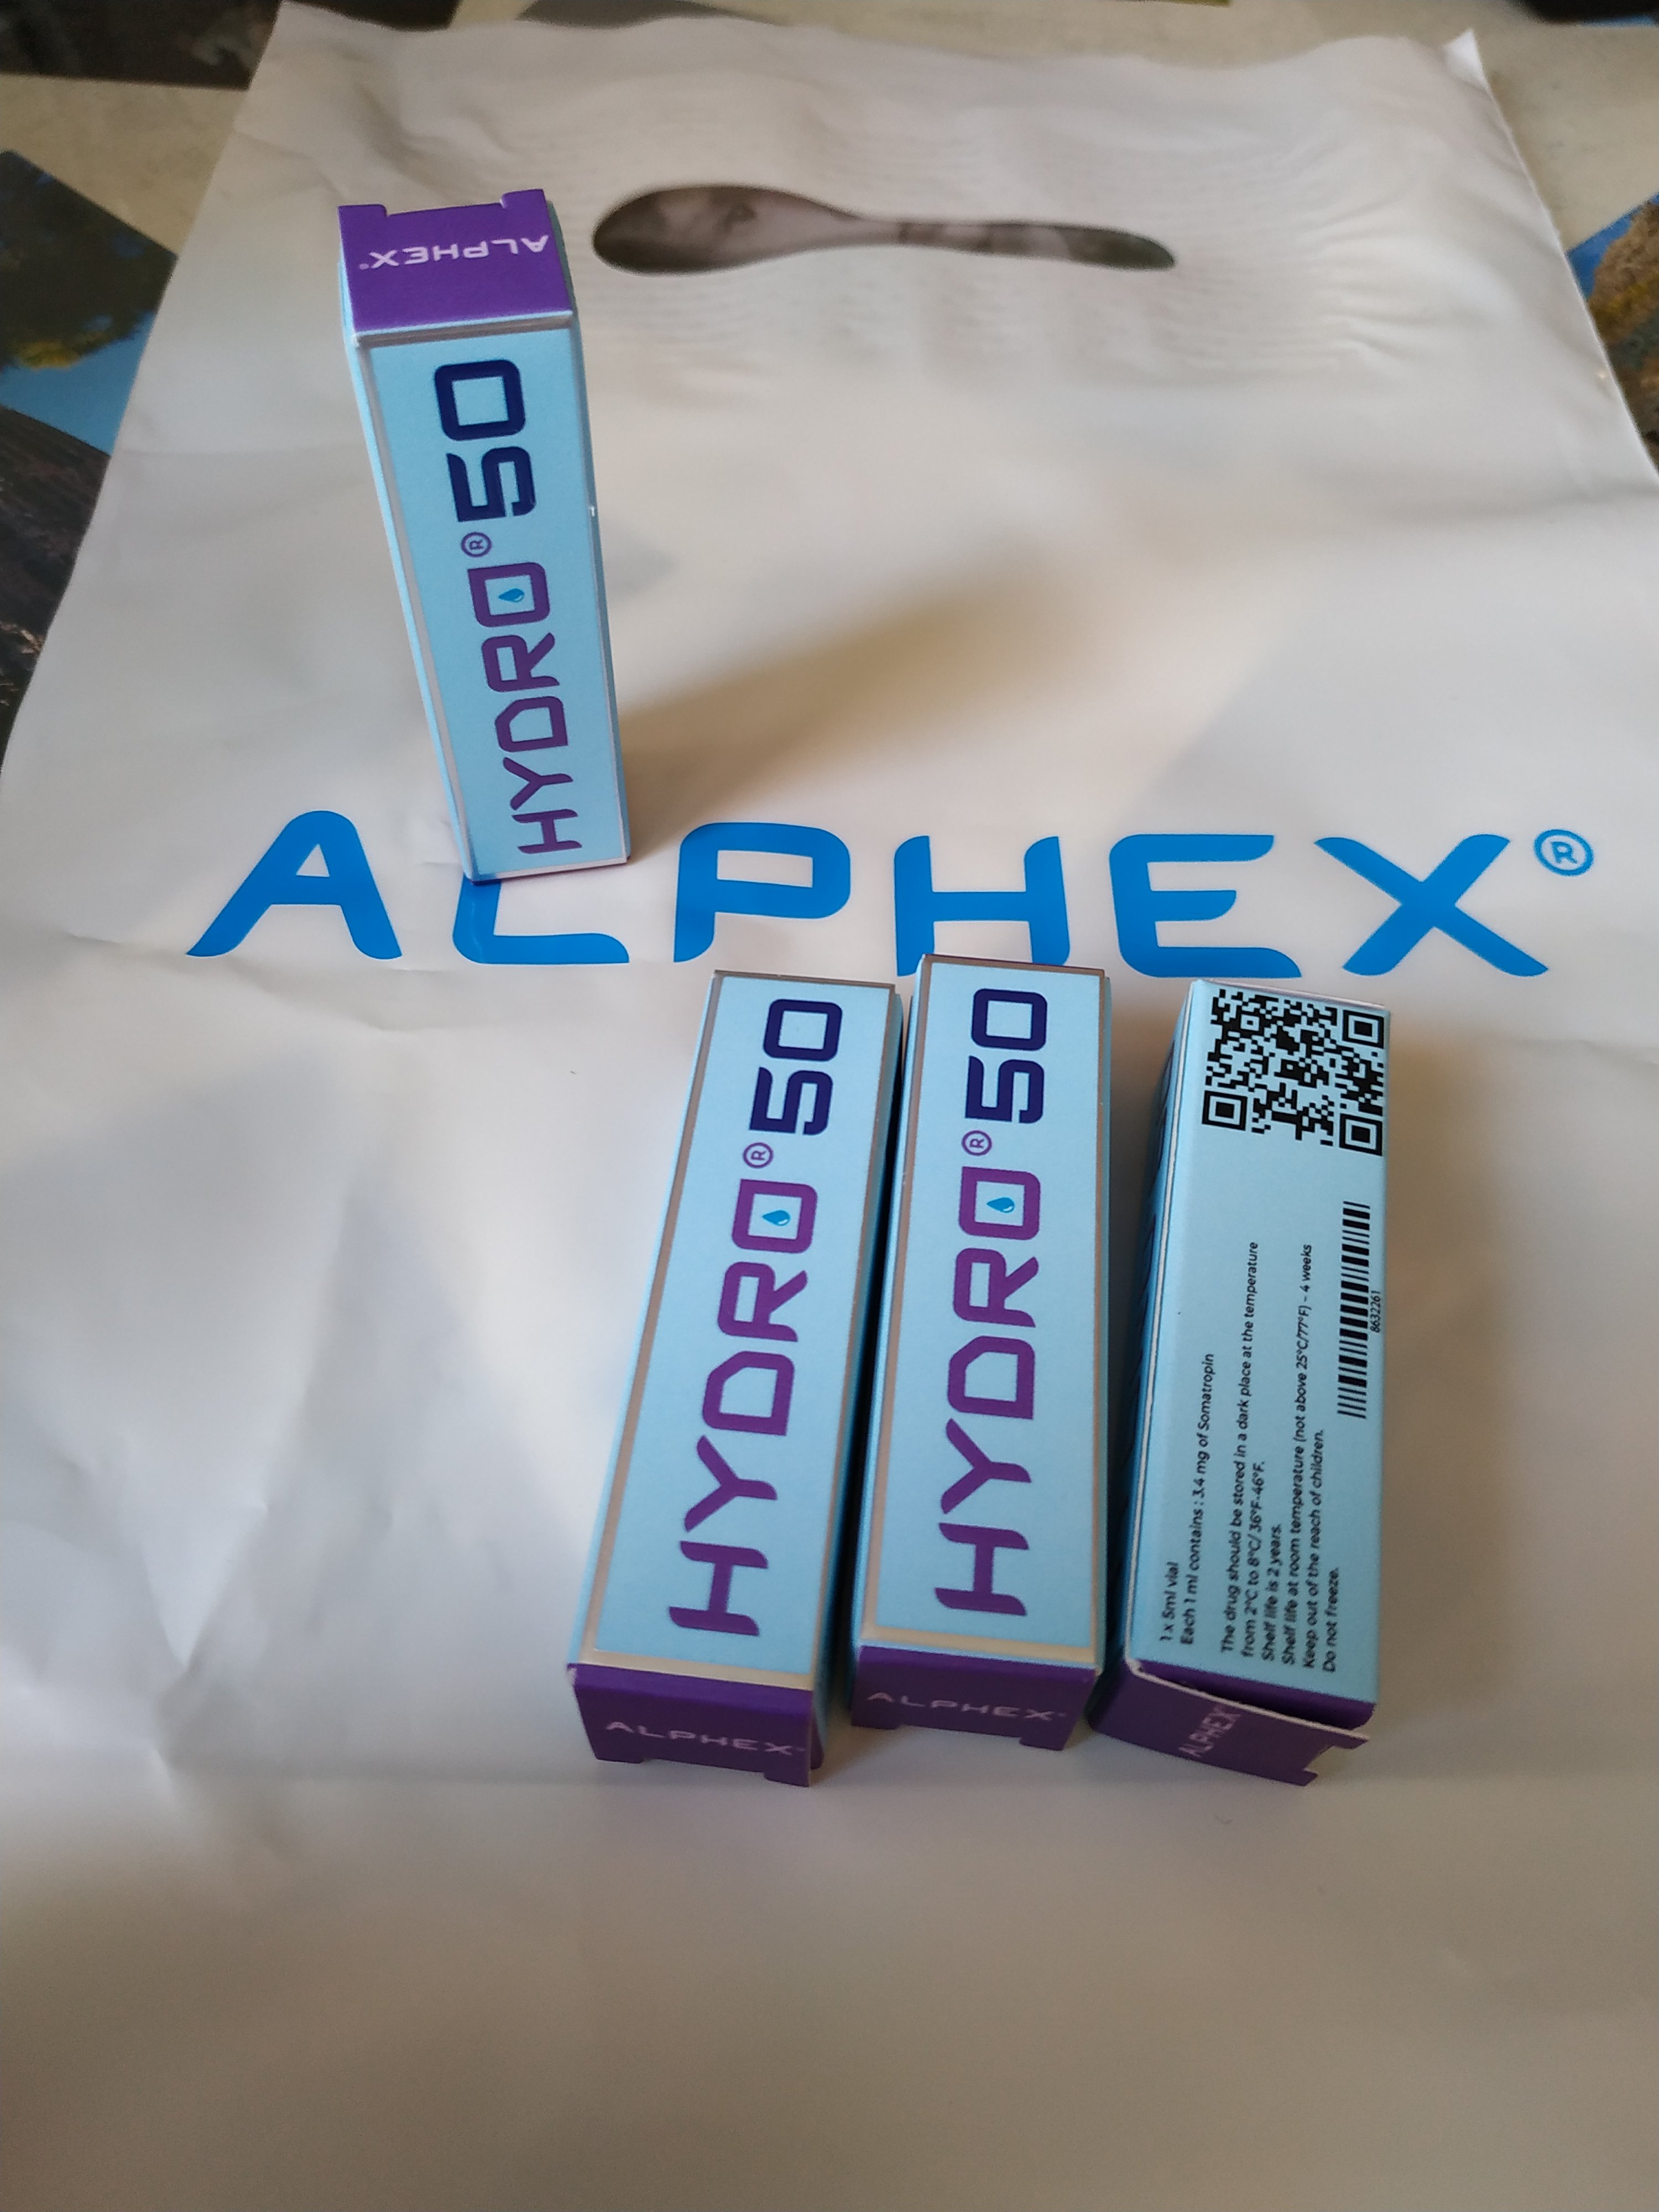 ALPHEX®
HYDRO® 50
ALPHEX®
HYDRO® 50
ALPHEX®
HYDRO® 50
ALPHEX®
1 x 5ml vial
Each 1 ml contains : 3.4 mg of Somatropin
The drug should be stored in a dark place at the temperature
from 2°C to 8°C/ 36°F-46°F.
Shelf life is 2 years.
Shelf life at room temperature (not above 25°C/77°F) - 4 weeks
Keep out of the reach of children.
Do not freeze.
8632261
ALPHEX®